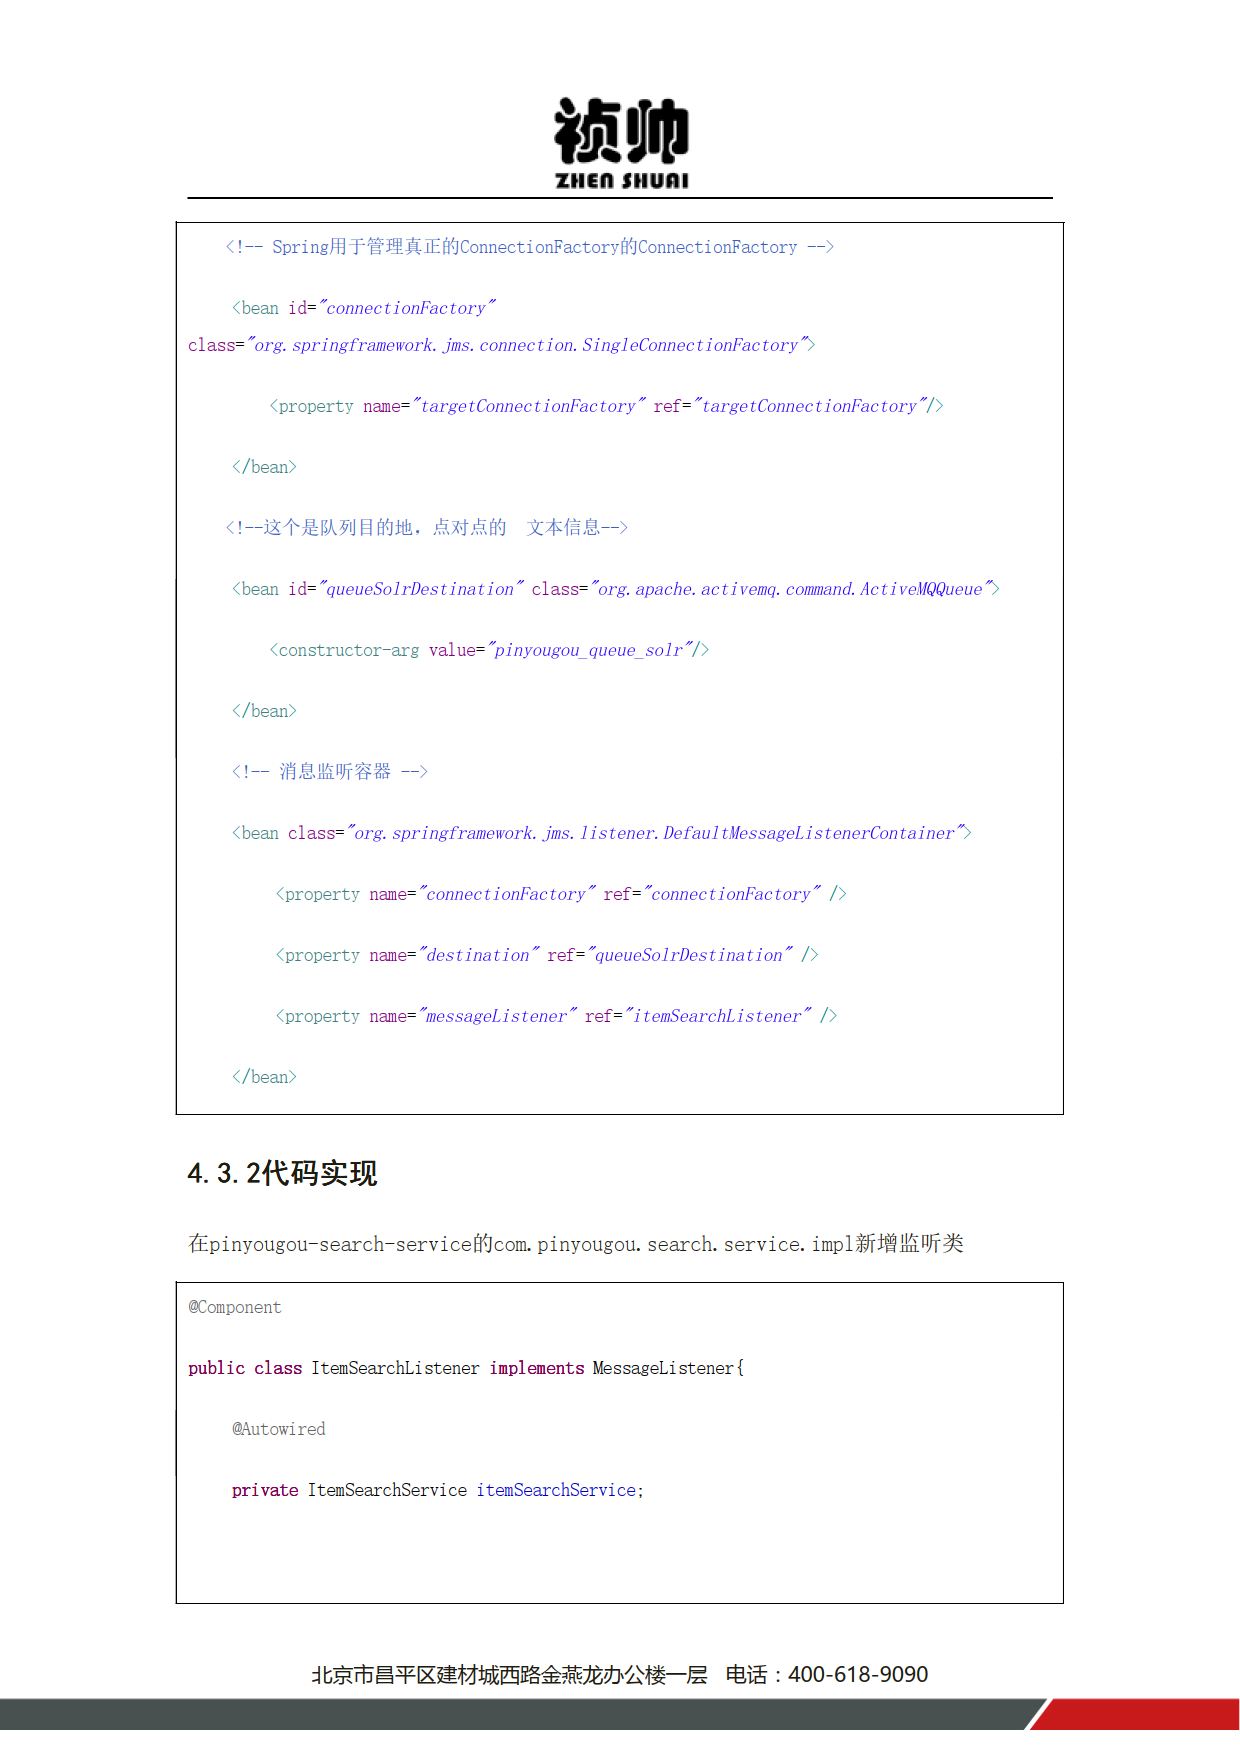 祯帅
ZHEN SHUAI
<!-- Spring用于管理真正的ConnectionFactory的ConnectionFactory -->
<bean id="connectionFactory"
class="org.springframework.jms.connection.SingleConnectionFactory">
<property name="targetConnectionFactory" ref="targetConnectionFactory"/>
</bean>
<!--这个是队列目的地，点对点的  文本信息-->
<bean id="queueSolrDestination" class="org.apache.activemq.command.ActiveMQQueue">
<constructor-arg value="pinyougou_queue_solr"/>
</bean>
<!-- 消息监听容器 -->
<bean class="org.springframework.jms.listener.DefaultMessageListenerContainer">
<property name="connectionFactory" ref="connectionFactory" />
<property name="destination" ref="queueSolrDestination" />
<property name="messageListener" ref="itemSearchListener" />
</bean>
4.3.2代码实现
在pinyougou-search-service的com.pinyougou.search.service.impl新增监听类
@Component
public class ItemSearchListener implements MessageListener{
@Autowired
private ItemSearchService itemSearchService;
北京市昌平区建材城西路金燕龙办公楼一层 电话：400-618-9090